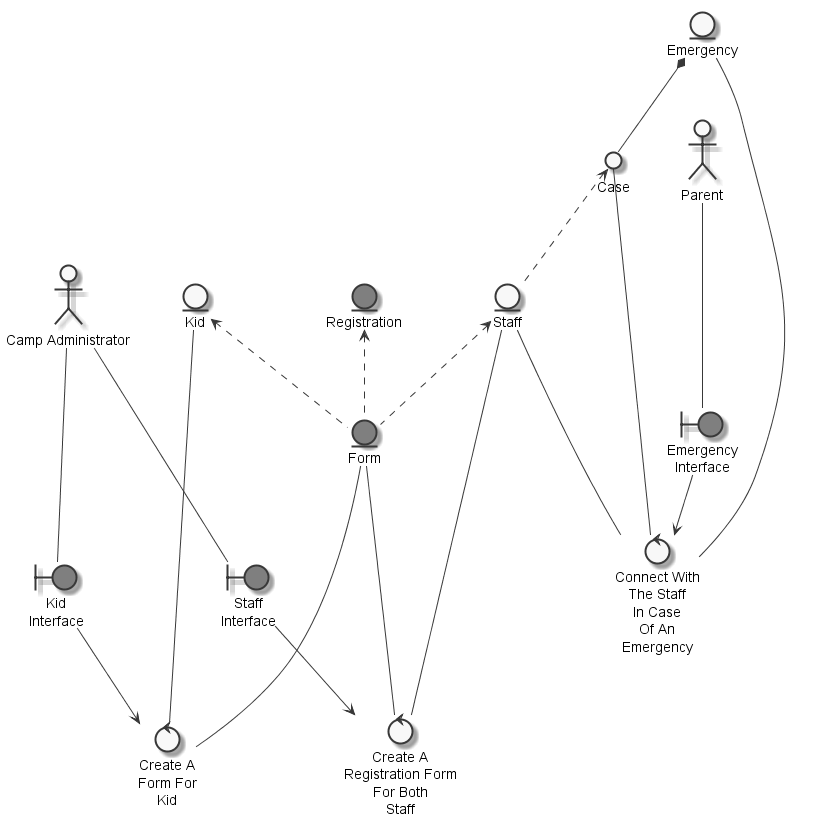 Emergency
Case
Parent
Camp Administrator
Kid
Registration
Staff
Form
Emergency
Interface
Kid
Interface
Staff
Interface
Connect With
The Staff
In Case
Of An
Emergency
Create A
Form For
Kid
Create A
Registration Form
For Both
Staff